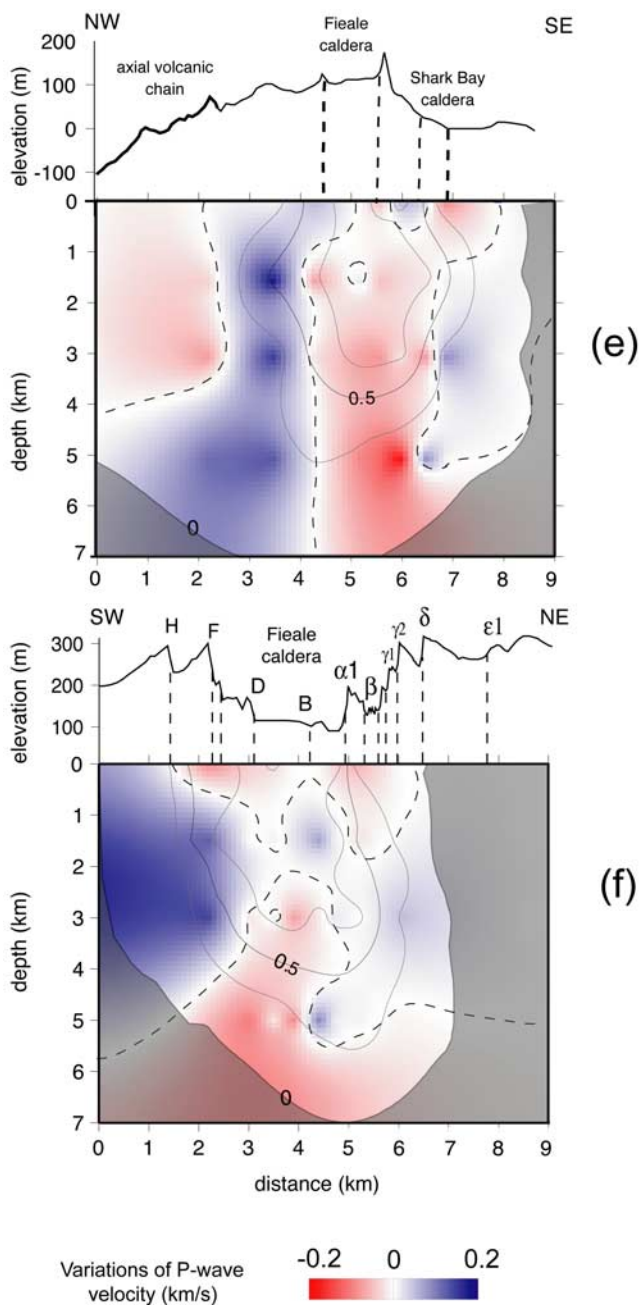 NW
Fieale
caldera
SE
axial volcanic
chain
Shark Bay
caldera
elevation (m)
200
100
0
-100
0
1
2
3
4
5
6
7
depth (km)
0.5
0
(e)
0 1 2 3 4 5 6 7 8 9
SW
H
F
Fieale
caldera
D
B
α1
β
γ1
γ2
δ
ε1
NE
elevation (m)
300
200
100
0
1
2
3
4
5
6
7
depth (km)
0.5
0
(f)
0 1 2 3 4 5 6 7 8 9
distance (km)
Variations of P-wave
velocity (km/s)
-0.2 0 0.2